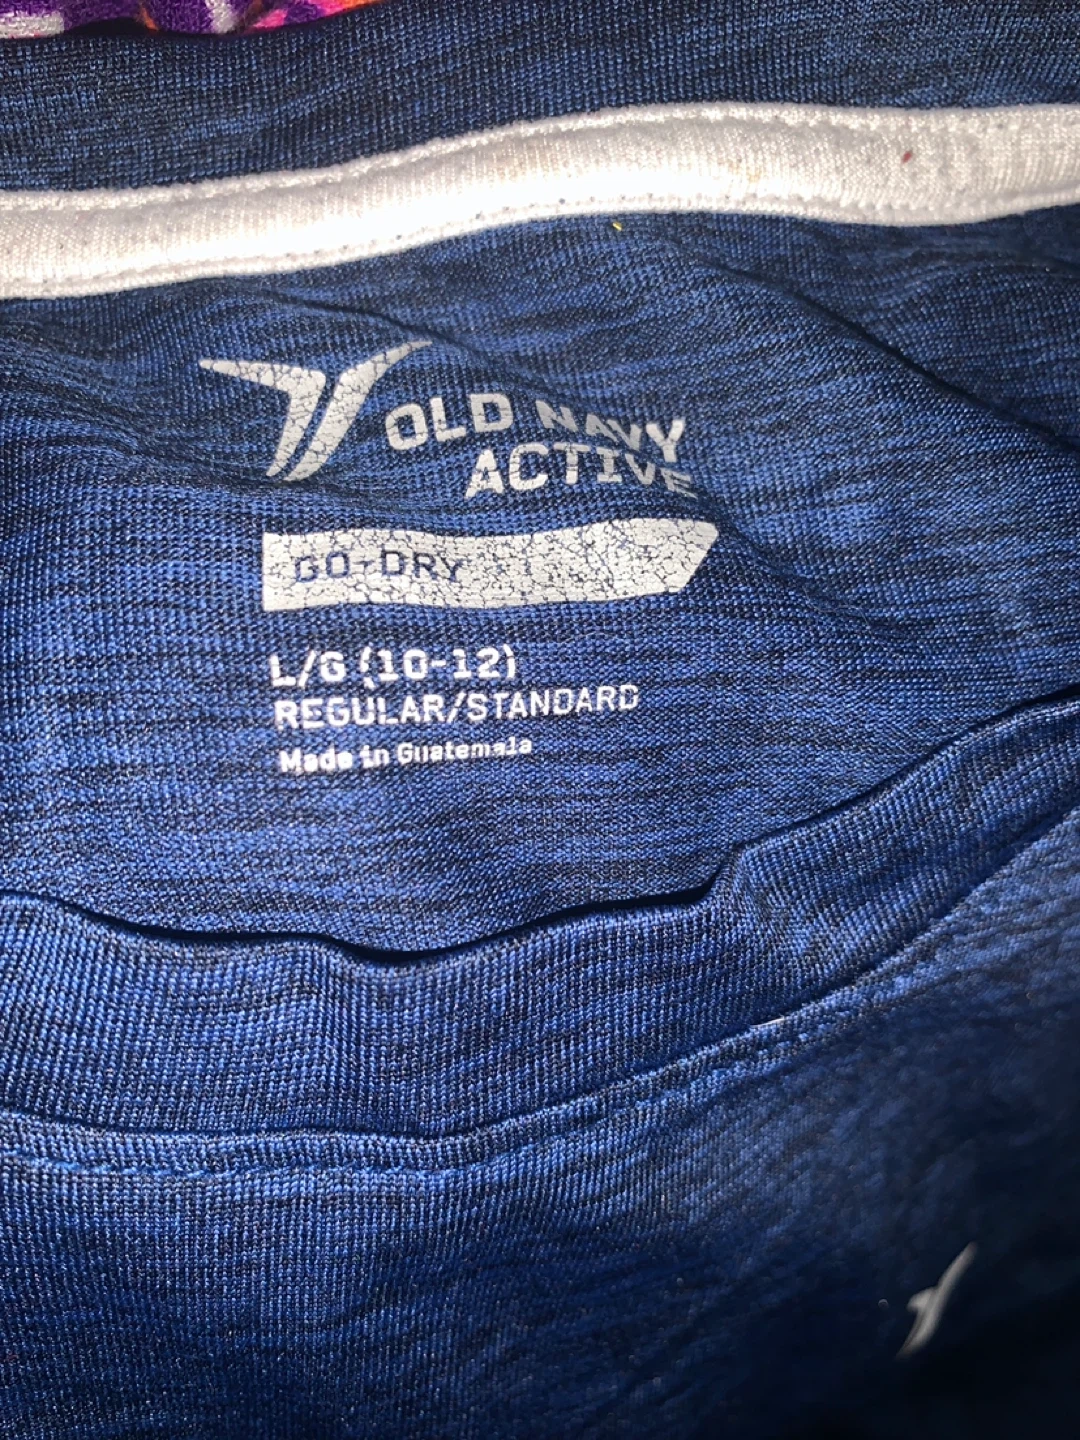 OLD NAVY
ACTIVE
GO-DRY
L/G (10-12)
REGULAR/STANDARD
Made in Guatemala